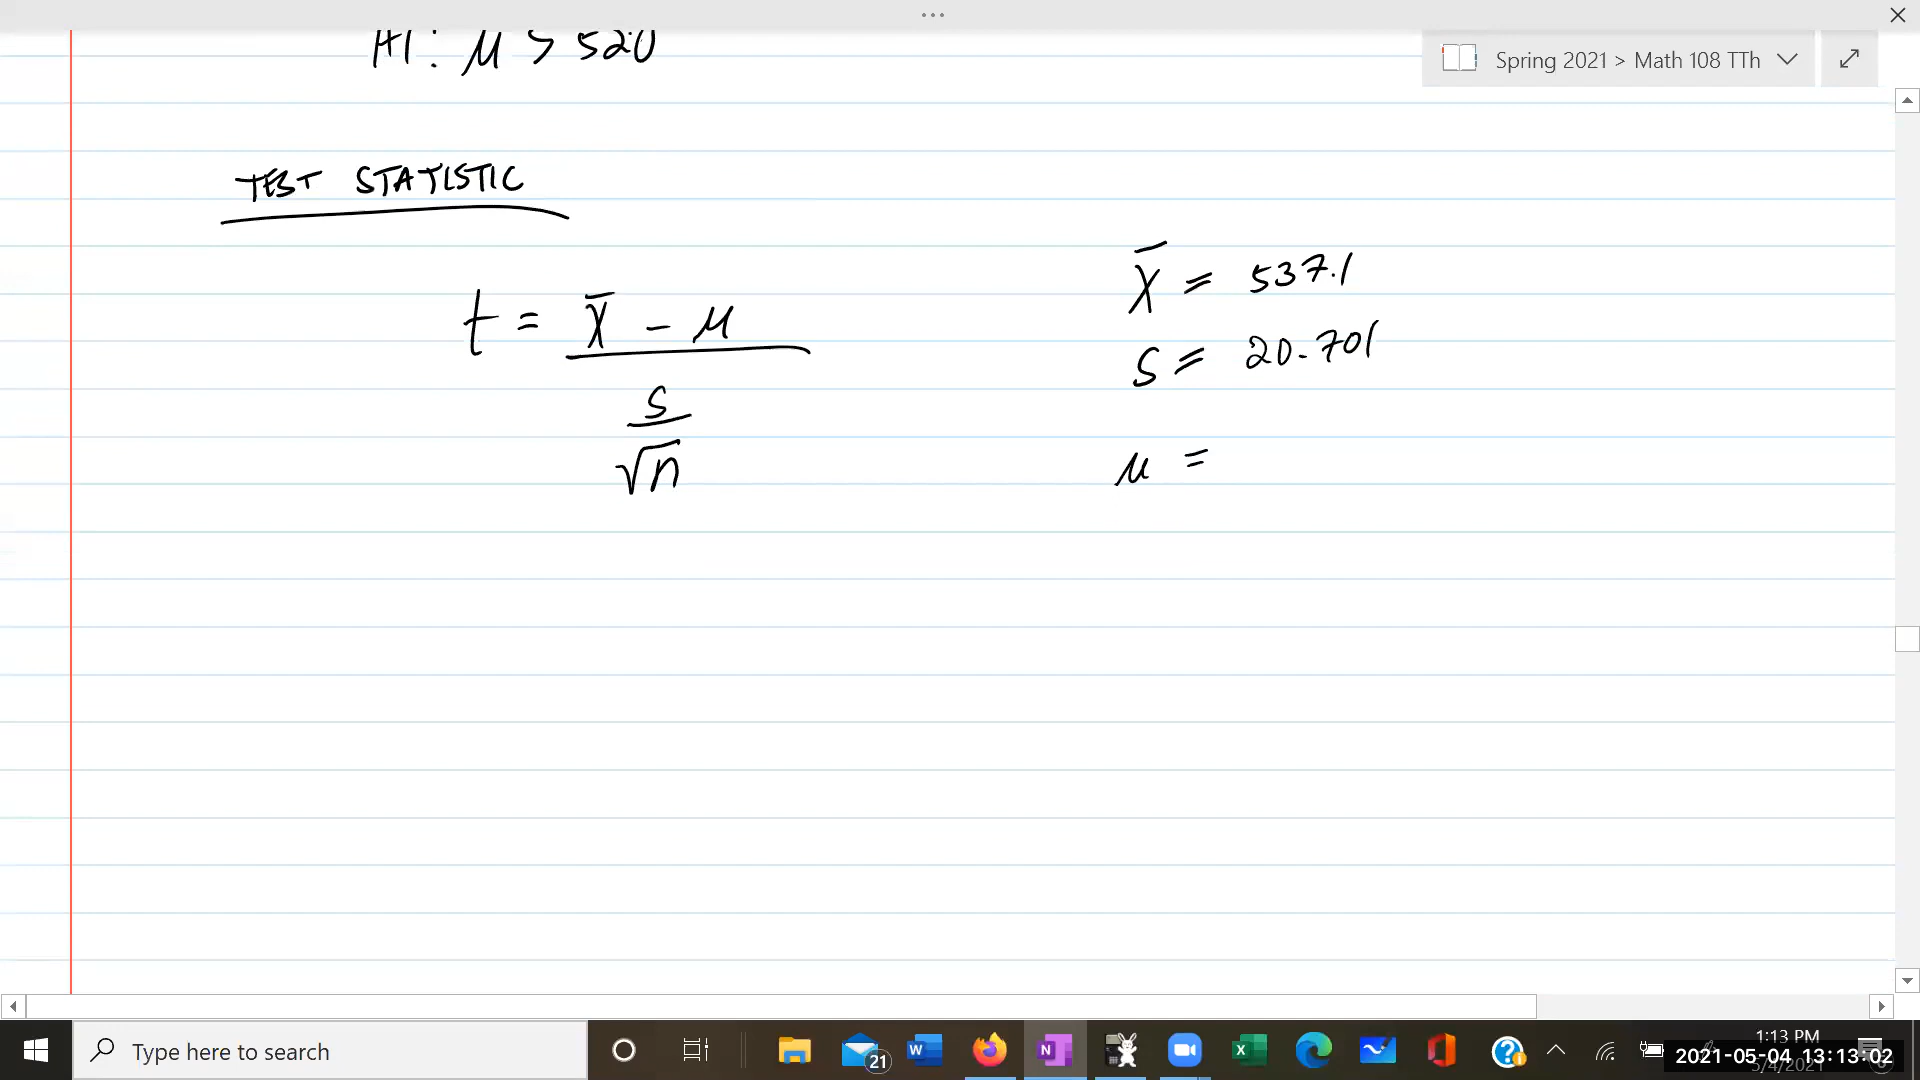 H1: μ > 520
Spring 2021 > Math 108 TTh
TEST STATISTIC
t = x̄ - μ
s
√n
x̄ = 537.1
s = 20.701
μ =
Type here to search
21
1:13 PM
2021-05-04 13:13:02